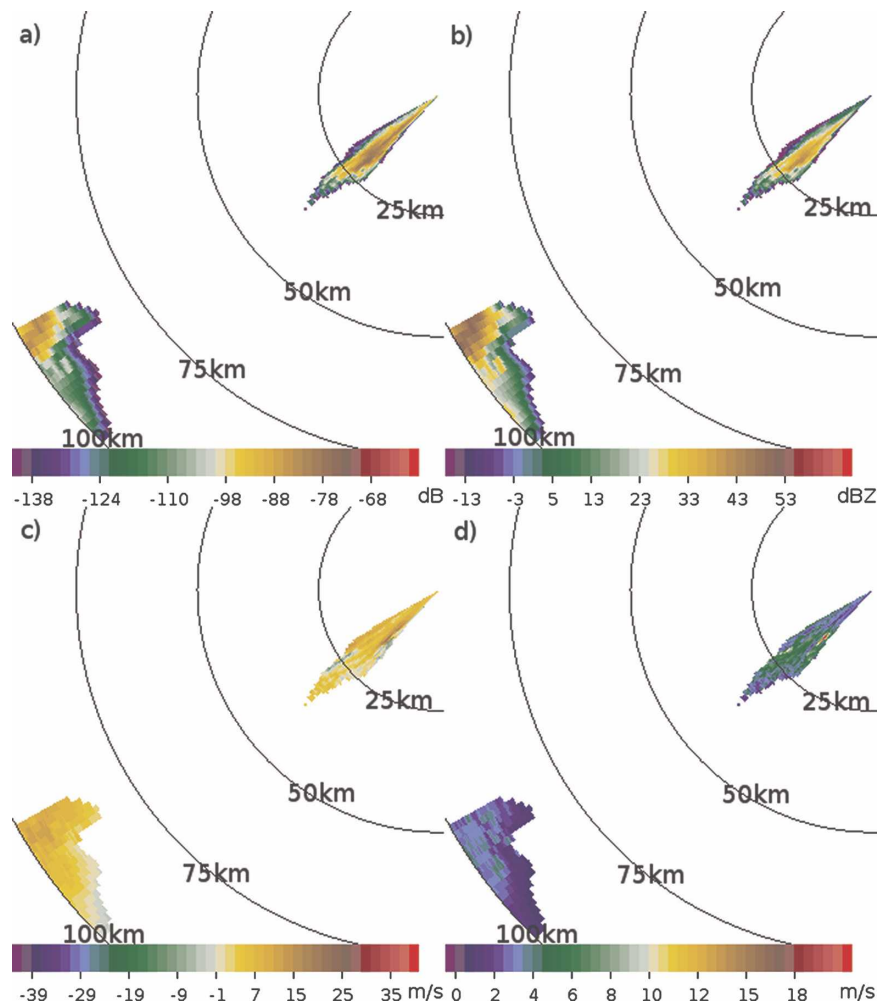 a)
25km
50km
75km
100km
-138 -124 -110 -98 -88 -78 -68 dB
b)
25km
50km
75km
100km
-13 -3 5 13 23 33 43 53 dBZ
c)
25km
50km
75km
100km
-39 -29 -19 -9 -1 7 15 25 35 m/s
d)
25km
50km
75km
100km
0 2 4 6 8 10 12 15 18 m/s